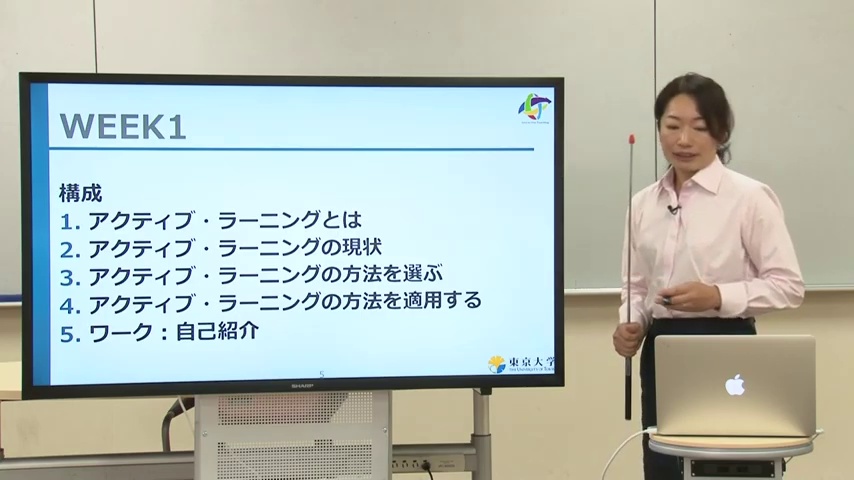 WEEK1
構成
1. アクティブ・ラーニングとは
2. アクティブ・ラーニングの現状
3. アクティブ・ラーニングの方法を選ぶ
4. アクティブ・ラーニングの方法を適用する
5. ワーク：自己紹介
5
東京大学
SHARP